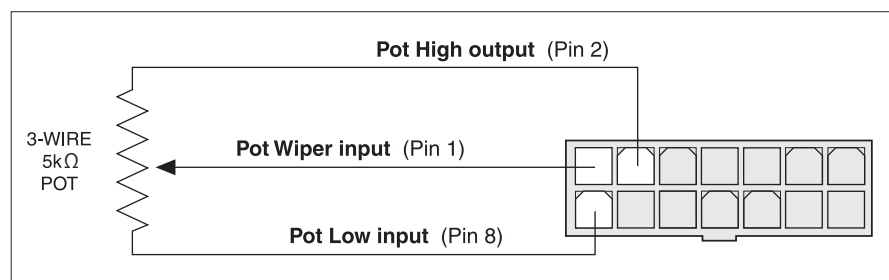 Pot High output (Pin 2)
3-WIRE
5kΩ
POT
Pot Wiper input (Pin 1)
Pot Low input (Pin 8)